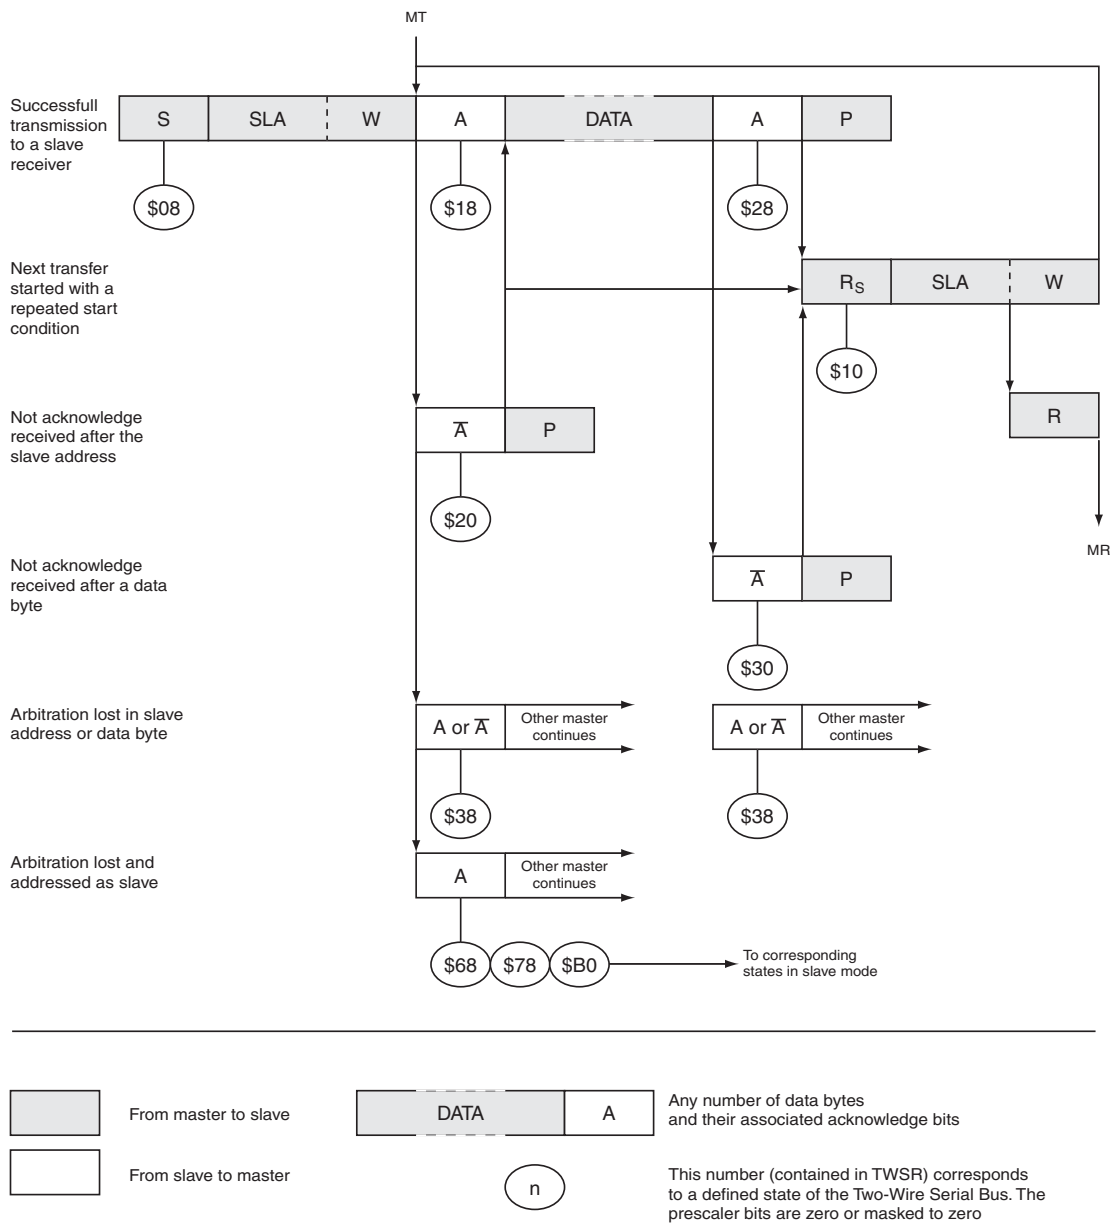 MT
Successfull
transmission
to a slave
receiver
S SLA W A DATA A P
$08 $18 $28
Next transfer
started with a
repeated start
condition
RS SLA W
$10
Not acknowledge
received after the
slave address
A̅ P
R
$20
MR
Not acknowledge
received after a data
byte
A̅ P
$30
Arbitration lost in slave
address or data byte
A or A̅ Other master
continues
A or A̅ Other master
continues
$38 $38
Arbitration lost and
addressed as slave
A Other master
continues
$68 $78 $B0
To corresponding
states in slave mode
From master to slave
DATA A
Any number of data bytes
and their associated acknowledge bits
From slave to master
n
This number (contained in TWSR) corresponds
to a defined state of the Two-Wire Serial Bus. The
prescaler bits are zero or masked to zero